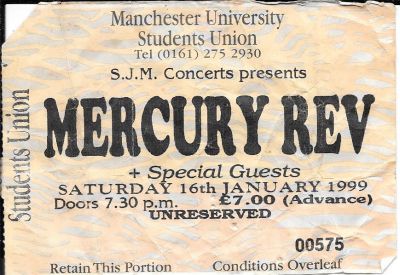 Manchester University
Students Union
Tel (0161) 275 2930
S.J.M. Concerts presents
MERCURY REV
+ Special Guests
SATURDAY 16th JANUARY 1999
Doors 7.30 p.m. £7.00 (Advance)
UNRESERVED
00575
Retain This Portion Conditions Overleaf
Students Union